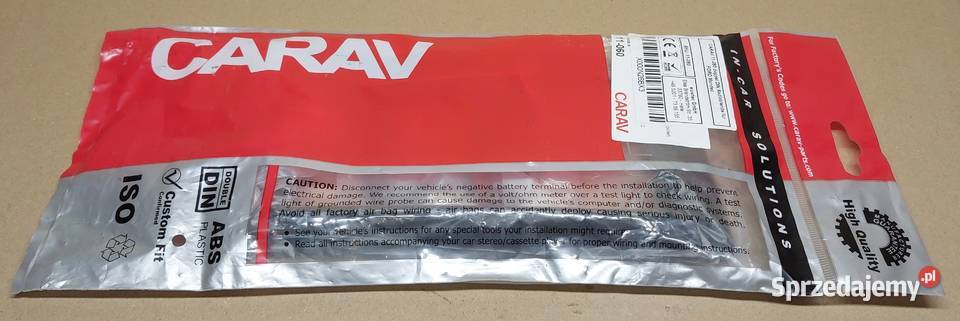 CARAV
11-060
X000ZN26BX3
CARAV
IN-CAR SOLUTIONS
For Factory's Codes go to: www.carav-parts.com
CAUTION: Disconnect your vehicle's negative battery terminal before the installation to help prevent
electrical damage. We recommend the use of a volt/ohm meter over a test light to check wiring. A test
light of grounded wire probe can cause damage to the vehicle's computer and/or diagnostic systems.
Avoid all factory air bag wiring air bags can accidently deploy causing serious injury or death.
• See your vehicle's instructions for any special tools your installation might require
• Read all instructions accompanying your car stereo/cassette for proper wiring and mounting instructions.
DOUBLE
DIN
ABS
PLASTIC
Custom Fit
Confirmed
ISO
High Quality
Sprzedajemy.pl